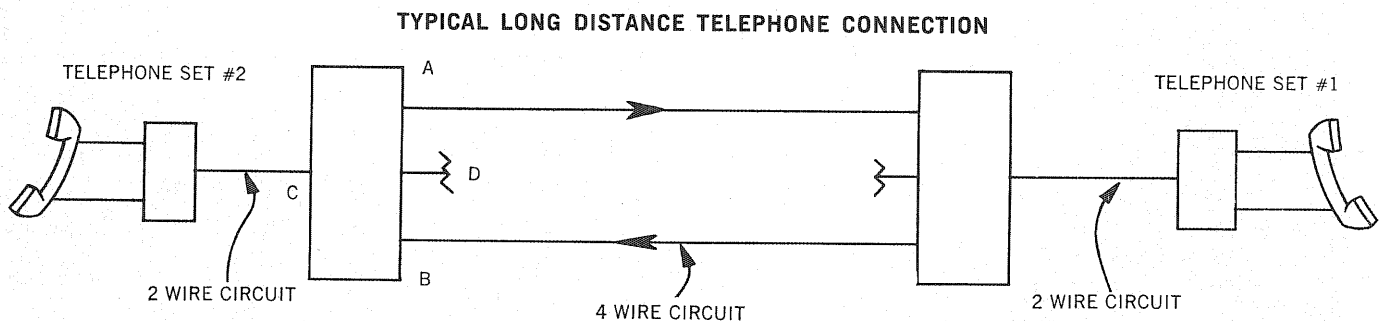 TYPICAL LONG DISTANCE TELEPHONE CONNECTION
TELEPHONE SET #2
A
TELEPHONE SET #1
D
C
B
2 WIRE CIRCUIT
4 WIRE CIRCUIT
2 WIRE CIRCUIT